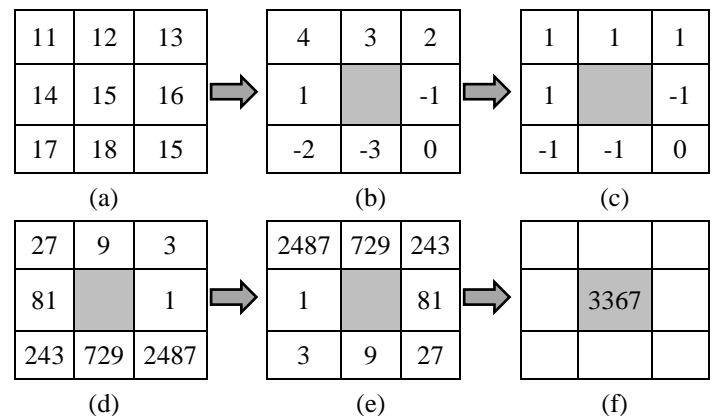 11 12 13 4 3 2 1 1 1
14 15 16 1 -1 1 -1
17 18 15 -2 -3 0 -1 -1 0
(a) (b) (c)
27 9 3 2487 729 243
81 1 1 81 3367
243 729 2487 3 9 27
(d) (e) (f)